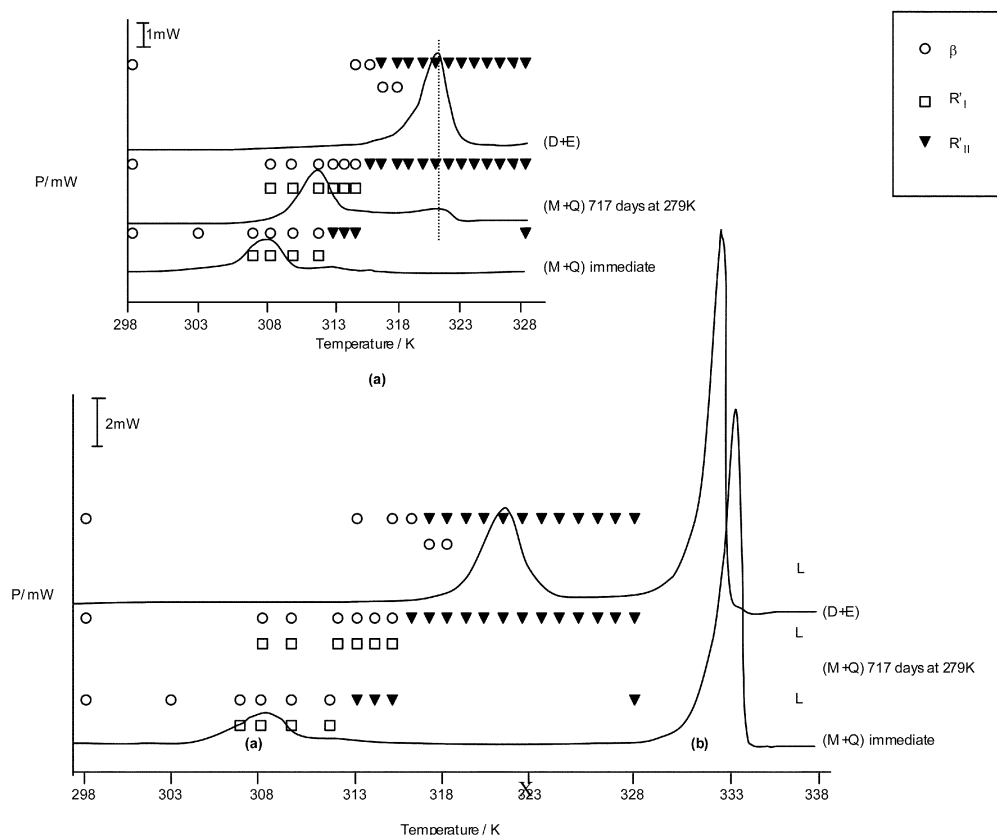 1mW
β
R'I
R'II
(D+E)
P/mW
(M+Q) 717 days at 279K
(M+Q) immediate
298 303 308 313 318 323 328
Temperature / K
(a)
2mW
L
P/mW
(D+E)
L
(M+Q) 717 days at 279K
L
(a) (b) (M+Q) immediate
X
298 303 308 313 318 323 328 333 338
Temperature / K